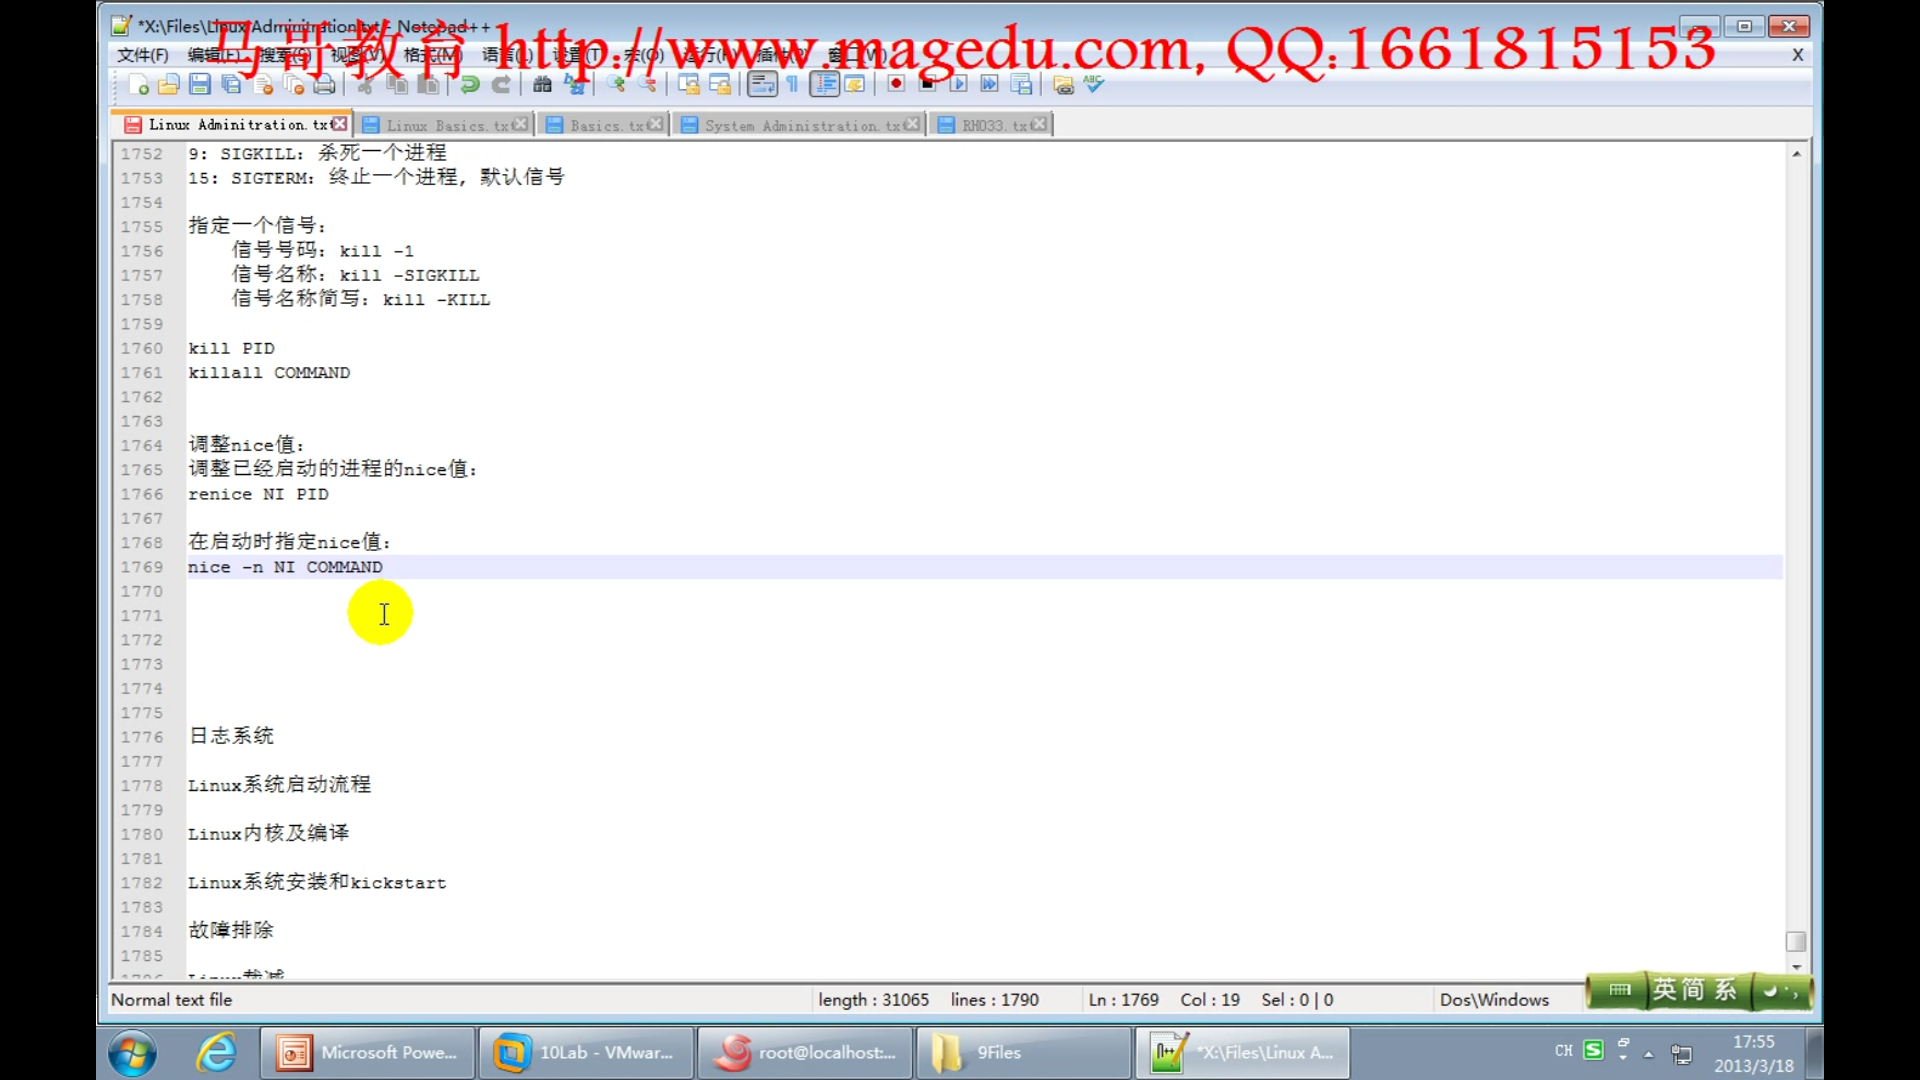 *X:\Files\Linux Adminitration.txt - Notepad++
马哥教育 http://www.magedu.com, QQ:1661815153
文件(F) 编辑(E) 搜索(S) 视图(V) 格式(M) 语言(L) 设置(T) 宏(O) 运行(R) 插件(P) 窗口(W) X
Linux Adminitration.txt Linux Basics.txt Basics.txt System Administration.txt RH033.txt
1752 9: SIGKILL: 杀死一个进程
1753 15: SIGTERM: 终止一个进程, 默认信号
1754
1755 指定一个信号:
1756 信号号码: kill -1
1757 信号名称: kill -SIGKILL
1758 信号名称简写: kill -KILL
1759
1760 kill PID
1761 killall COMMAND
1762
1763
1764 调整nice值:
1765 调整已经启动的进程的nice值:
1766 renice NI PID
1767
1768 在启动时指定nice值:
1769 nice -n NI COMMAND
1770
1771
1772
1773
1774
1775
1776 日志系统
1777
1778 Linux系统启动流程
1779
1780 Linux内核及编译
1781
1782 Linux系统安装和kickstart
1783
1784 故障排除
1785
1786 Linux裁减
Normal text file length : 31065 lines : 1790 Ln : 1769 Col : 19 Sel : 0 | 0 Dos\Windows
英简系
Microsoft Powe... 10Lab - VMwar... root@localhost:... 9Files *X:\Files\Linux A... CH 17:55
2013/3/18